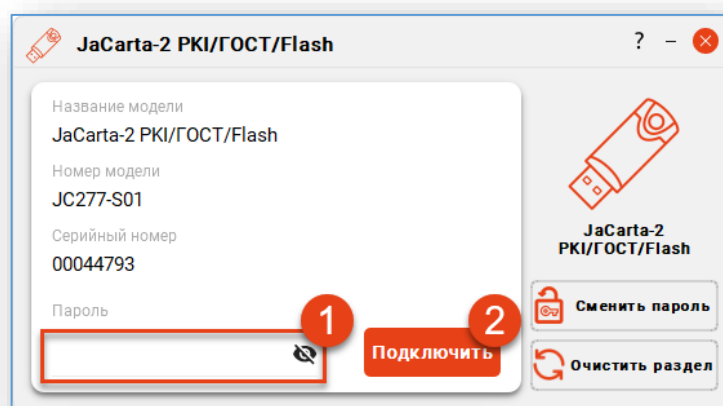 JaCarta-2 PKI/ГОСТ/Flash
? –
Название модели
JaCarta-2 PKI/ГОСТ/Flash
Номер модели
JC277-S01
Серийный номер
00044793
Пароль
1
Подключить
2
JaCarta-2
PKI/ГОСТ/Flash
Сменить пароль
Очистить раздел